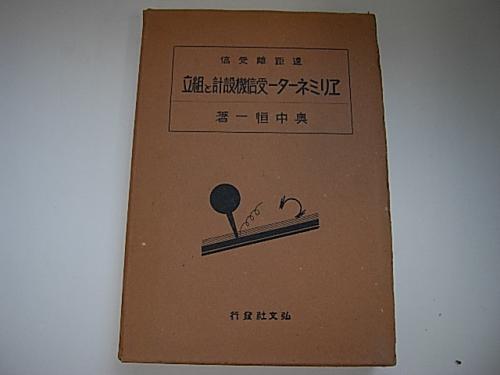 遠距離受信
ヱリミネーター受信機設計と組立
奥中恒一著
弘文社發行